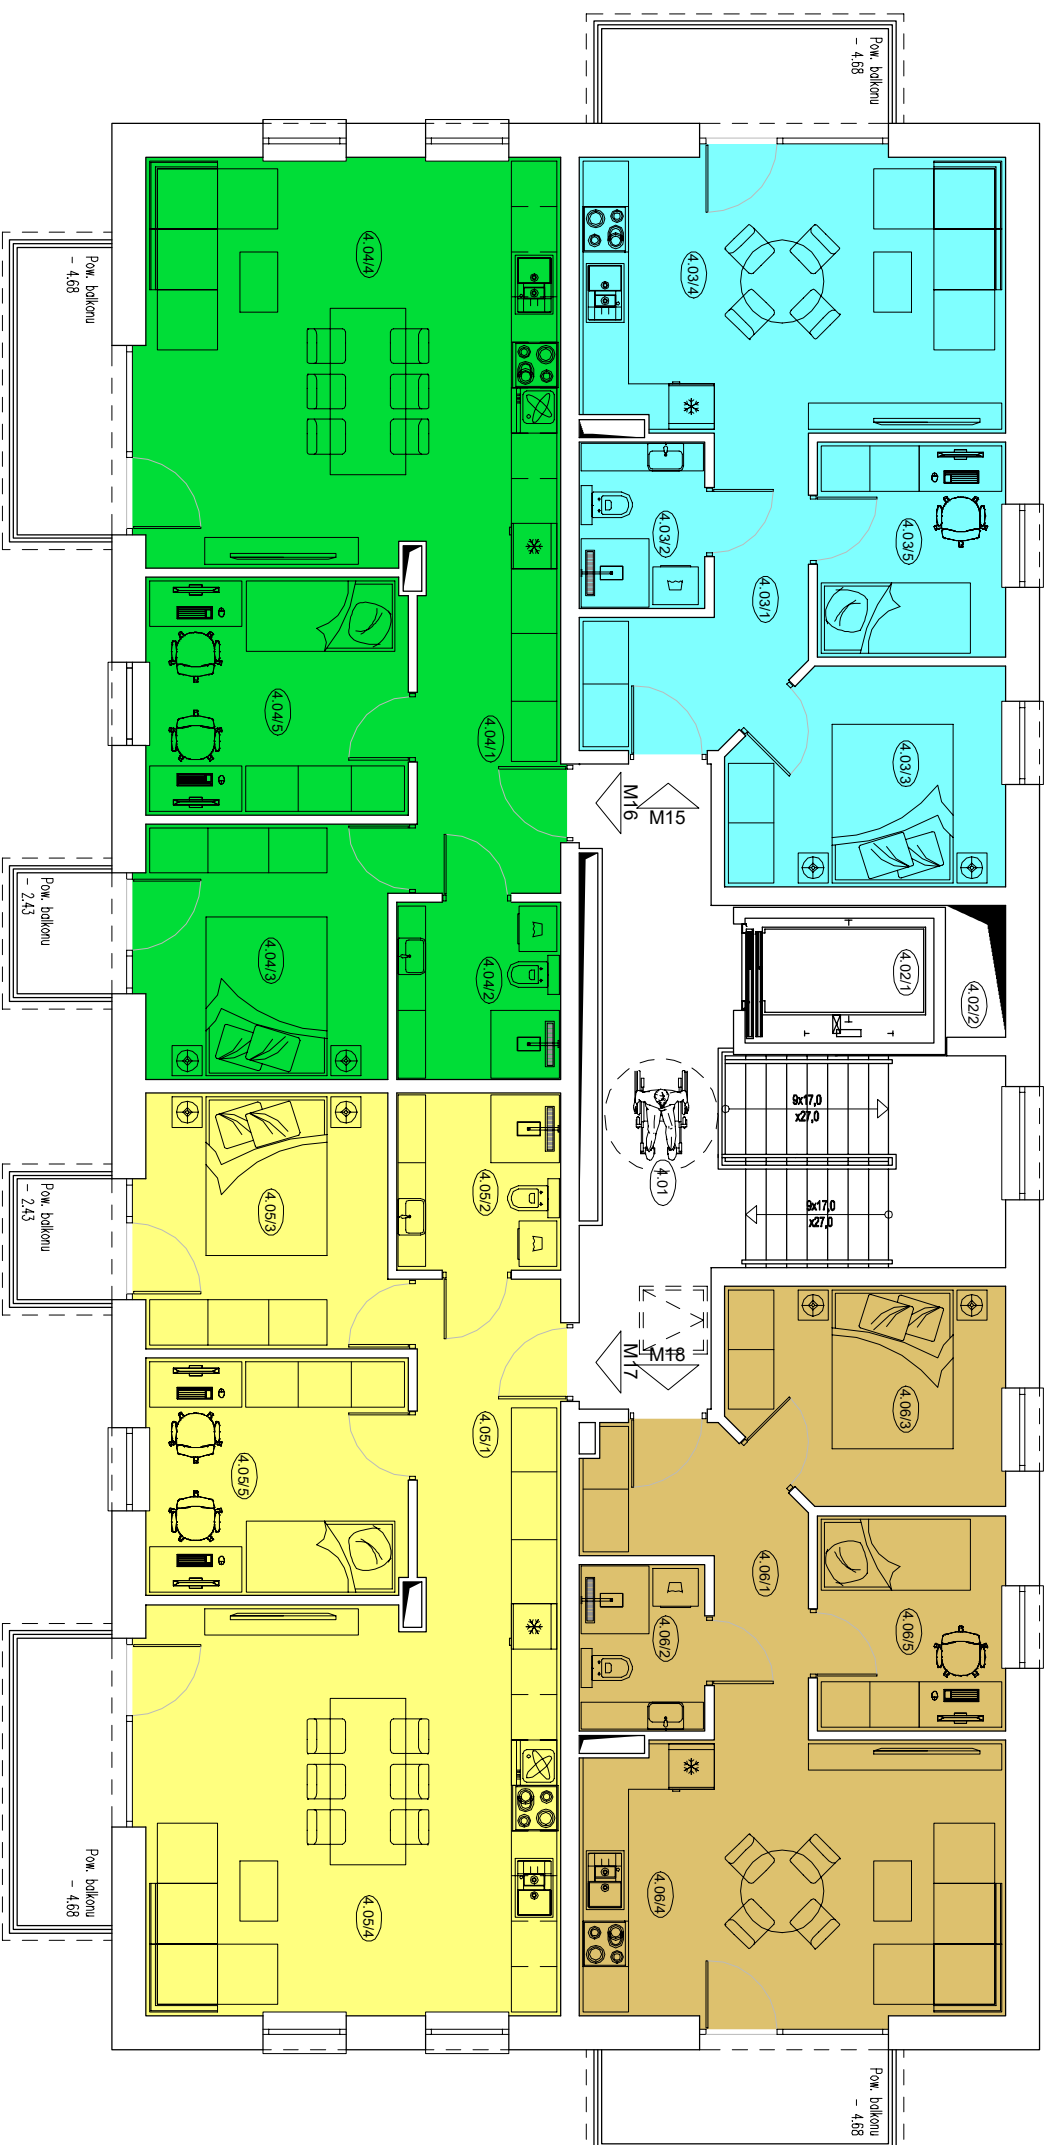 Pow. balkonu
- 4.68
Pow. balkonu
- 4.68
4.04/4
4.03/4
4.03/2
4.03/5
4.03/1
4.04/5
4.04/1
4.03/3
M16
M15
Pow. balkonu
- 2.43
4.04/3
4.04/2
4.02/1
4.02/2
9x17,0
x27,0
4.01
Pow. balkonu
- 2.43
4.05/3
4.05/2
9x17,0
x27,0
M17
M18
4.05/1
4.06/3
4.05/5
4.06/1
4.06/2
4.06/5
Pow. balkonu
- 4.68
4.05/4
4.06/4
Pow. balkonu
- 4.68